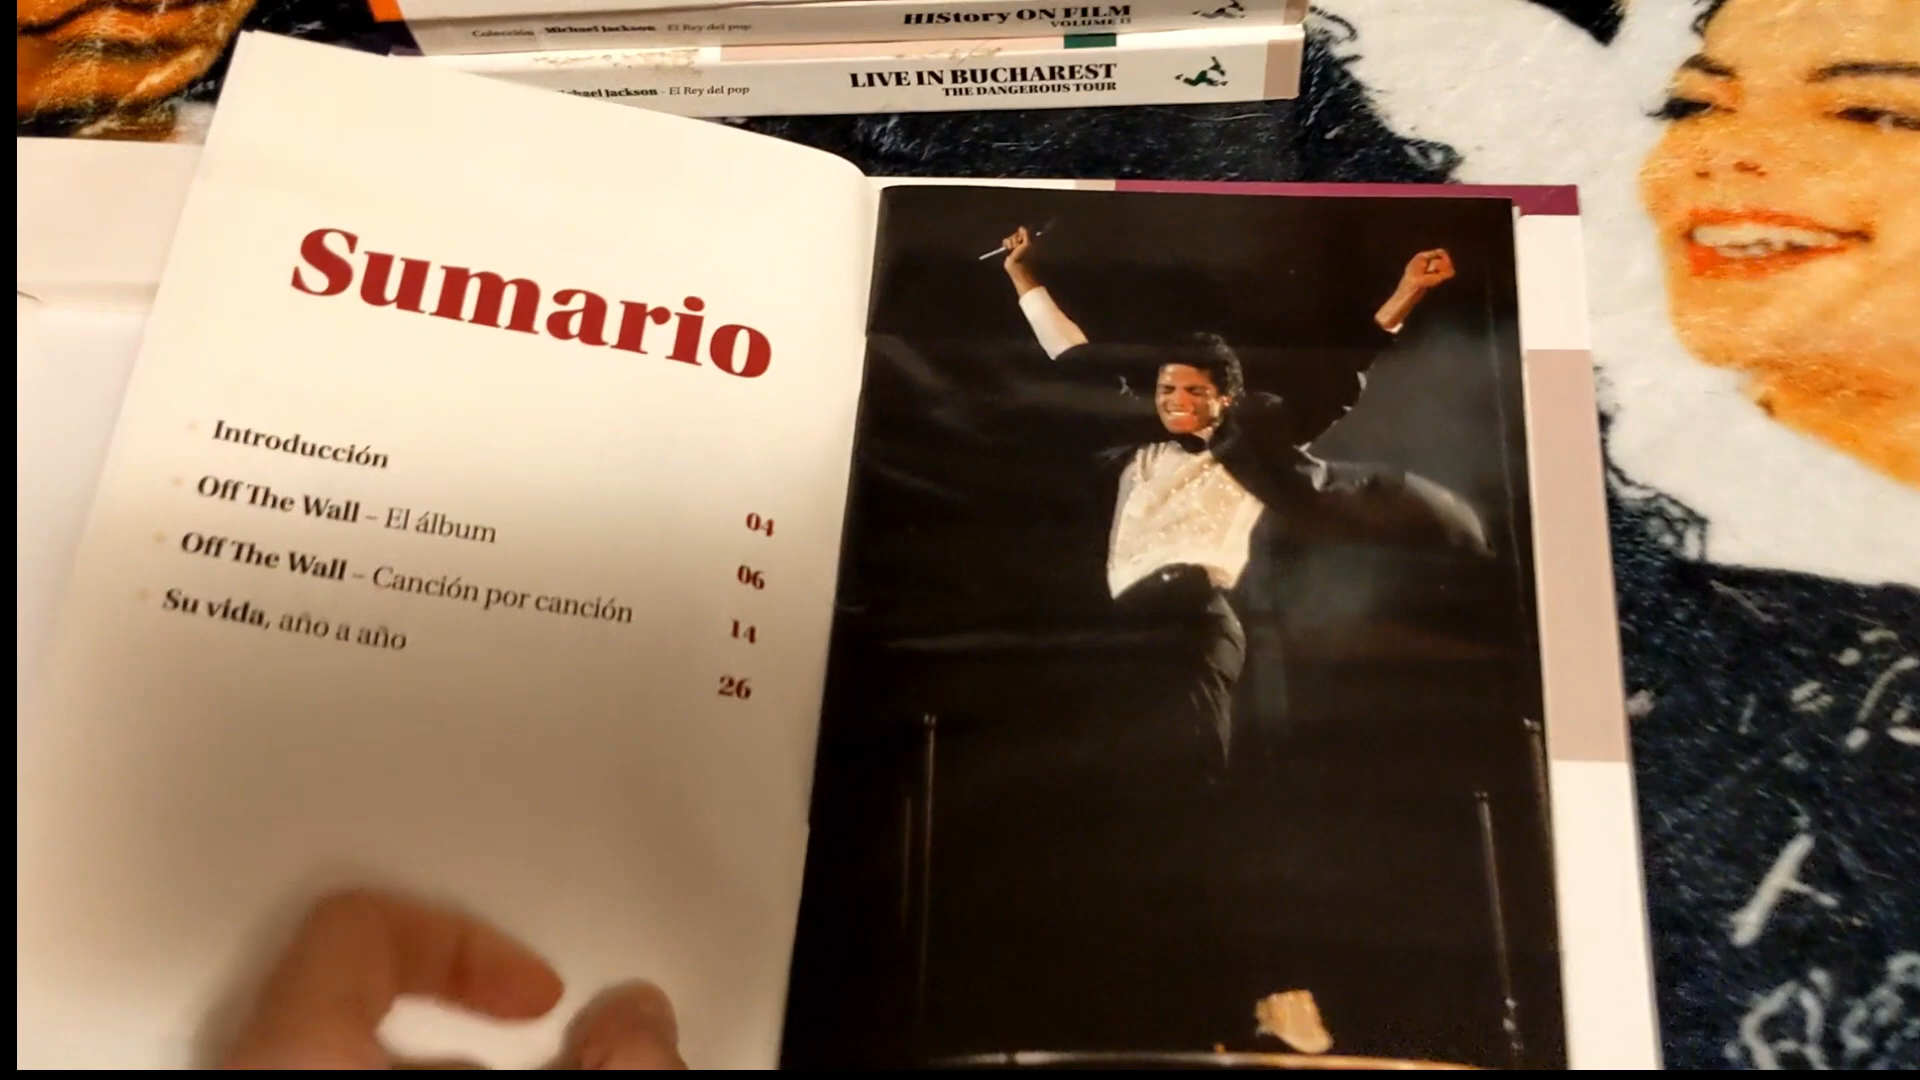 HIStory ON FILM
VOLUME II
Colección Michael Jackson El Rey del pop
LIVE IN BUCHAREST
THE DANGEROUS TOUR
Jackson - El Rey del pop
Sumario
Introducción 04
Off The Wall – El álbum 06
Off The Wall – Canción por canción 14
Su vida, año a año 26